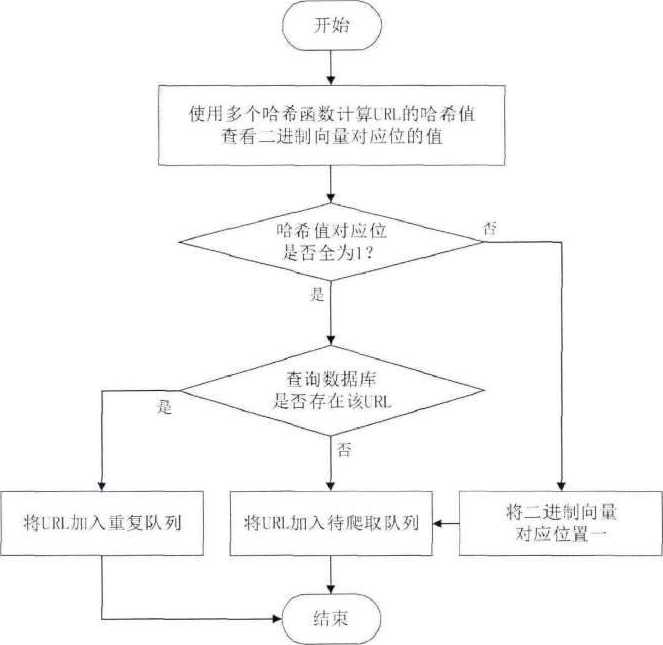 开始
使用多个哈希函数计算URL的哈希值
查看二进制向量对应位的值
哈希值对应位
是否全为1?
否
是
查询数据库
是否存在该URL
是
否
将URL加入重复队列
将URL加入待爬取队列
将二进制向量
对应位置一
结束